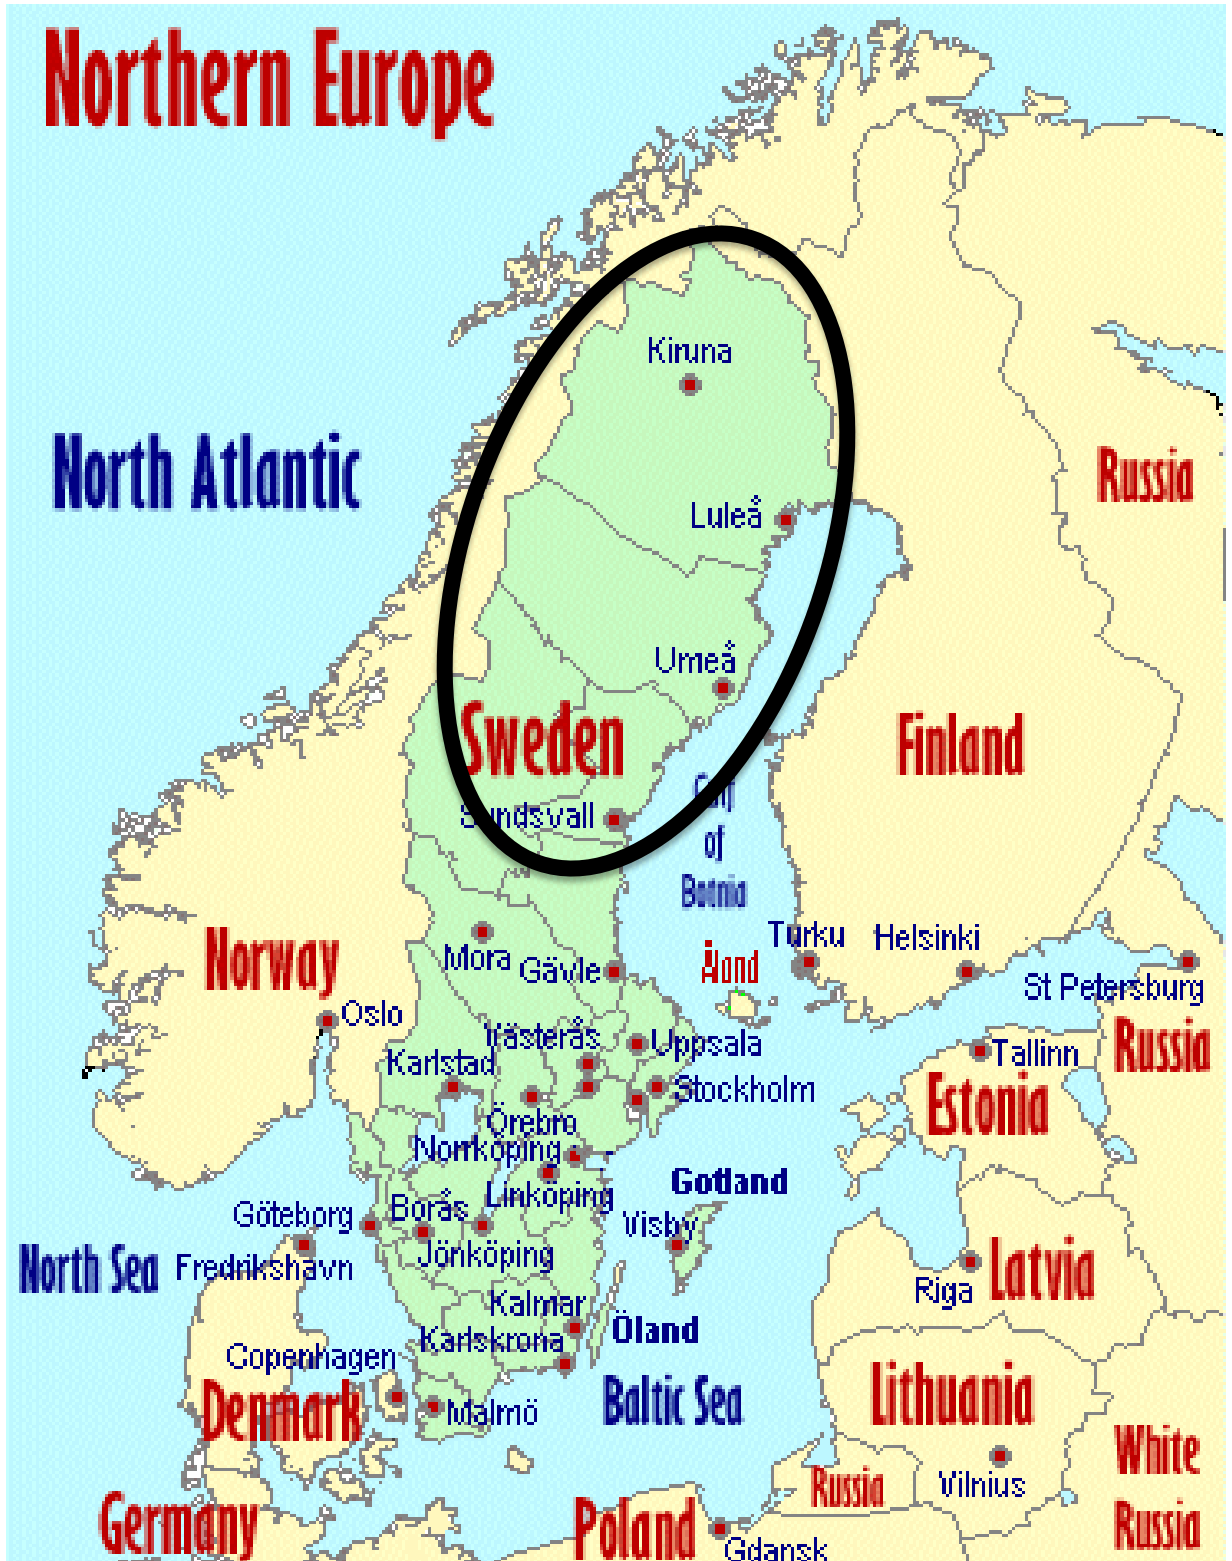 Northern Europe
Kiruna
North Atlantic
Russia
Luleå
Umeå
Sweden
Finland
Sundsvall
Gulf
of
Botnia
Mora
Gävle
Norway
Åland
Turku
Helsinki
St Petersburg
Oslo
Västerås
Uppsala
Russia
Tallinn
Karlstad
Stockholm
Estonia
Örebro
Norrköping
Linköping
Gotland
Göteborg
Borås
Visby
Jönköping
North Sea
Fredrikshavn
Latvia
Riga
Kalmar
Öland
Karlskrona
Copenhagen
Denmark
Malmö
Baltic Sea
Lithuania
White
Russia
Vilnius
Russia
Germany
Poland
Gdansk